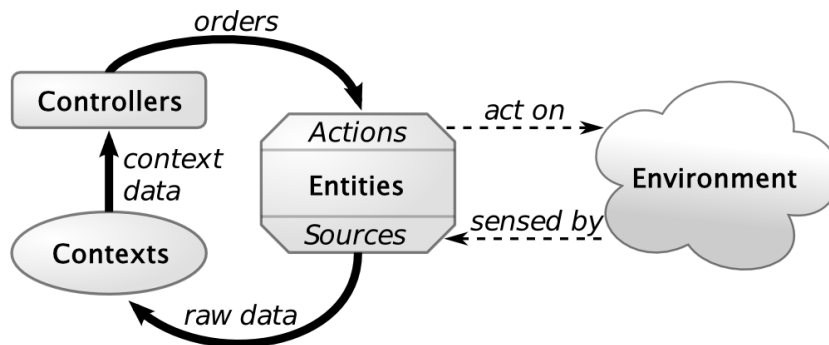 orders
Controllers
context
data
Contexts
raw data
Actions
Entities
Sources
act on
sensed by
Environment